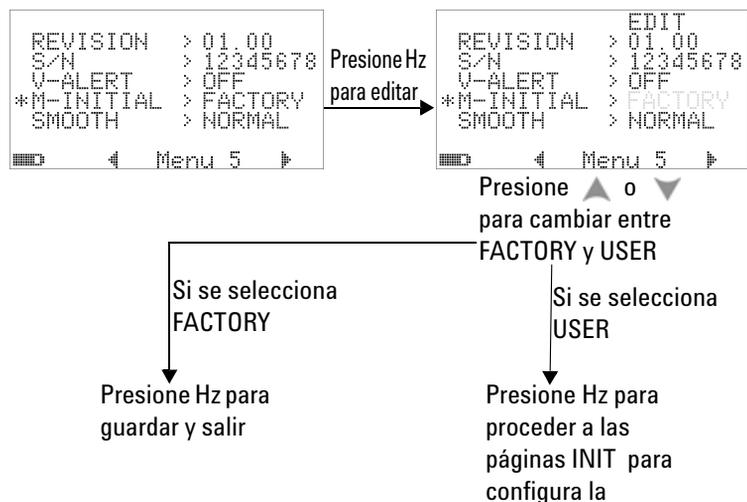 REVISION > 01.00
S/N > 12345678
V-ALERT > OFF
*M-INITIAL > FACTORY
SMOOTH > NORMAL
Menu 5
Presione Hz
para editar
EDIT
REVISION > 01.00
S/N > 12345678
V-ALERT > OFF
*M-INITIAL > FACTORY
SMOOTH > NORMAL
Menu 5
Presione o
para cambiar entre
FACTORY y USER
Si se selecciona
FACTORY
Si se selecciona
USER
Presione Hz para
guardar y salir
Presione Hz para
proceder a las
páginas INIT para
configura la